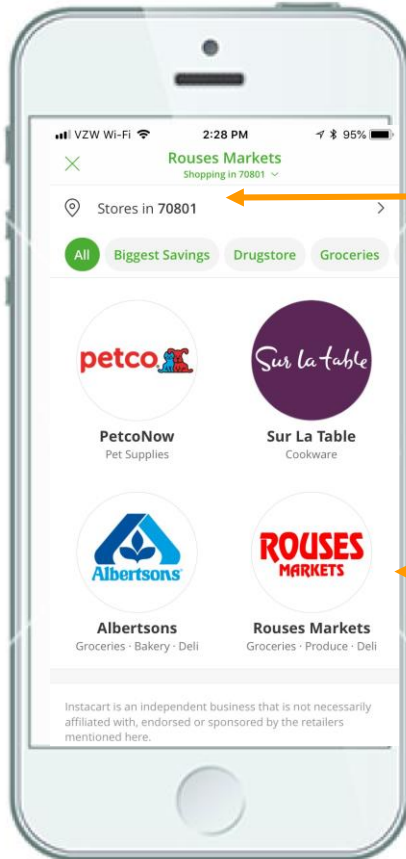 VZW Wi-Fi 2:28 PM 95%
Rouses Markets
Shopping in 70801
Stores in 70801
All Biggest Savings Drugstore Groceries
petco
Sur la table
PetcoNow Sur La Table
Pet Supplies Cookware
Albertsons
ROUSES
MARKETS
Albertsons Rouses Markets
Groceries · Bakery · Deli Groceries · Produce · Deli
Instacart is an independent business that is not necessarily
affiliated with, endorsed or sponsored by the retailers
mentioned here.